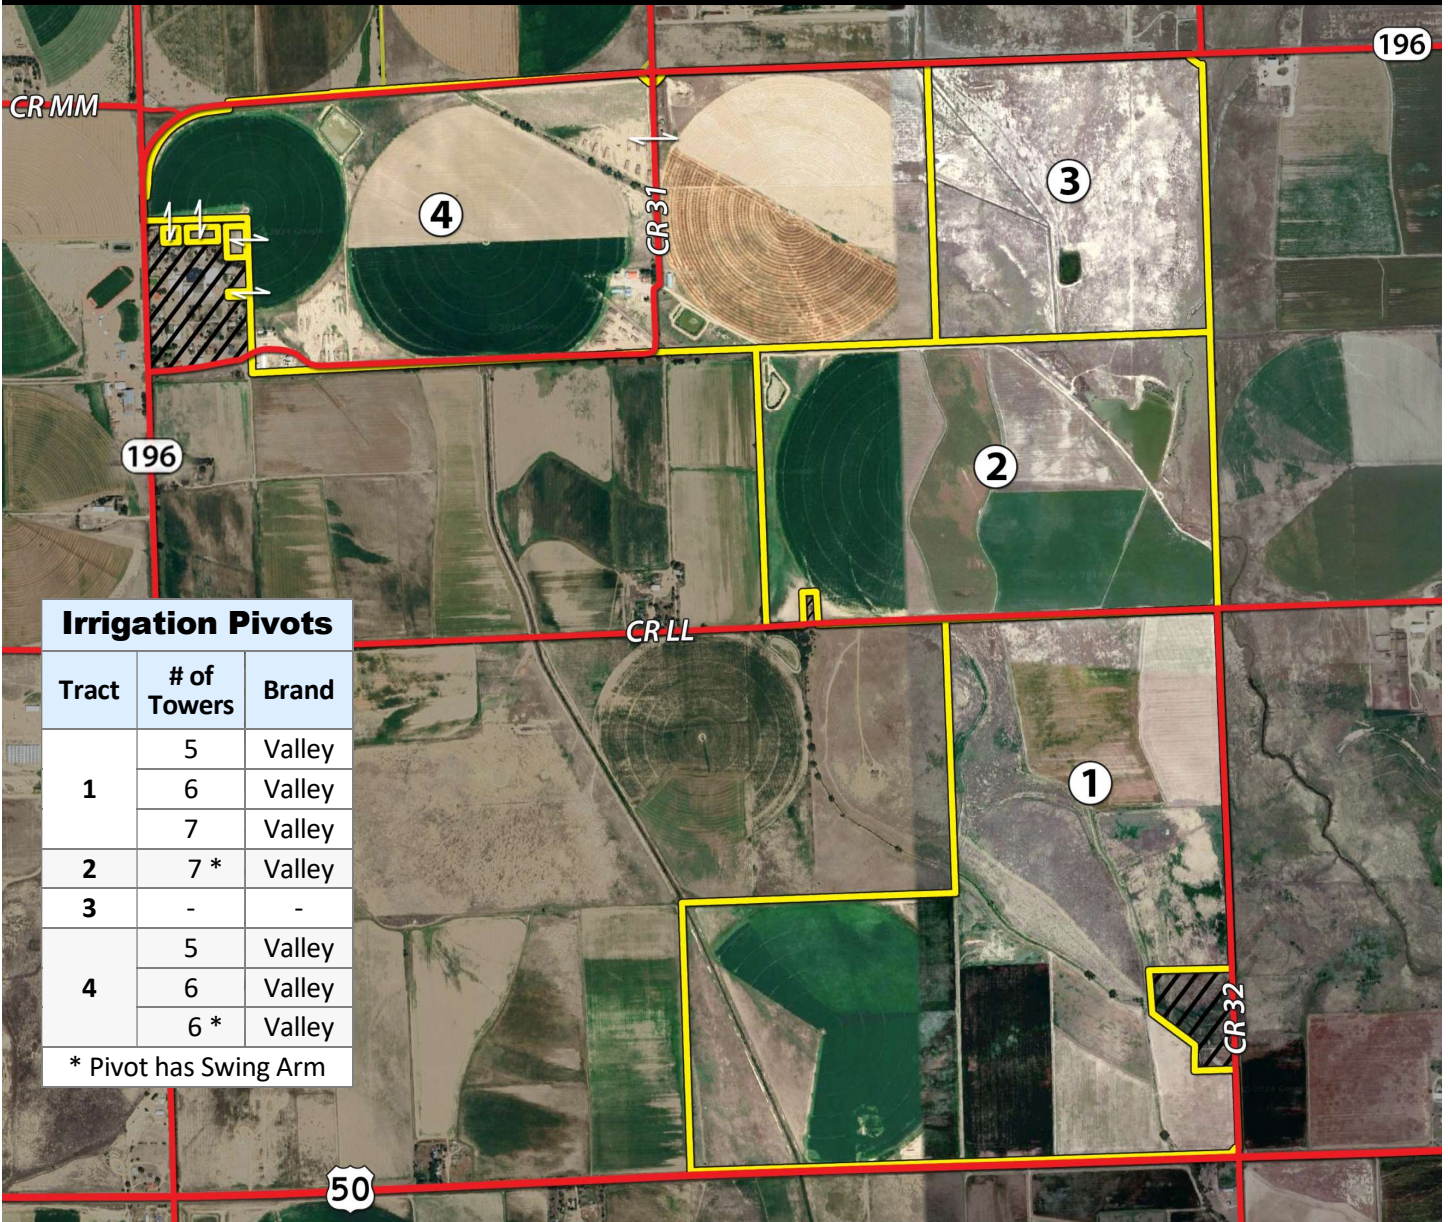 196
CR MM
CR 31
3
4
196
2
CR LL
Irrigation Pivots
Tract # of Towers Brand
1 5 Valley
6 Valley
7 Valley
2 7 * Valley
3 - -
4 5 Valley
6 Valley
6 * Valley
* Pivot has Swing Arm
1
CR 32
50